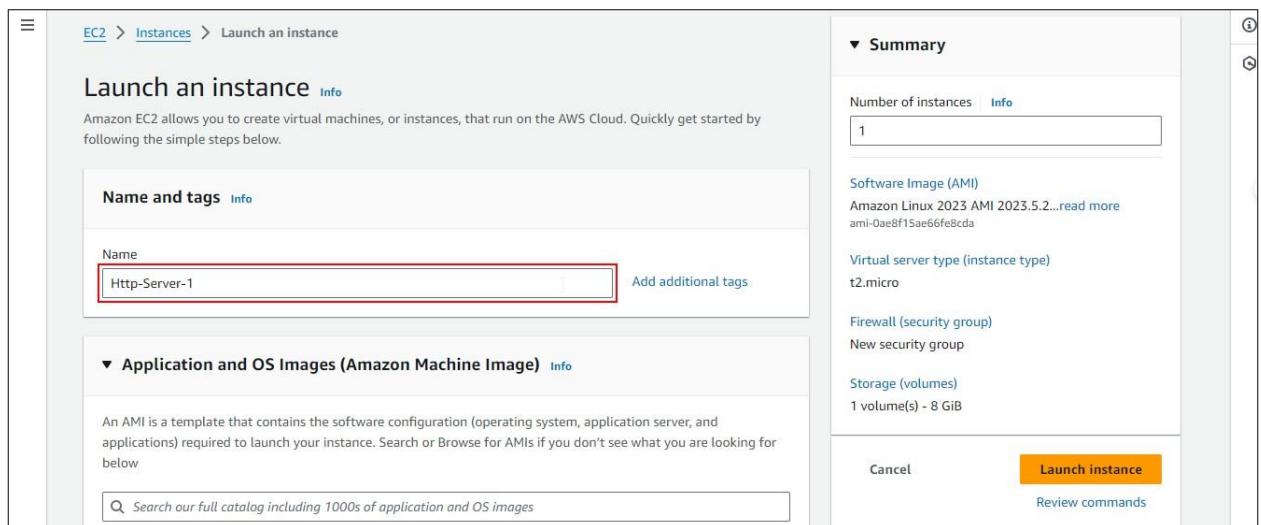 EC2 > Instances > Launch an instance
Launch an instance Info
Amazon EC2 allows you to create virtual machines, or instances, that run on the AWS Cloud. Quickly get started by
following the simple steps below.
Name and tags Info
Name
Http-Server-1
Add additional tags
Application and OS Images (Amazon Machine Image) Info
An AMI is a template that contains the software configuration (operating system, application server, and
applications) required to launch your instance. Search or Browse for AMIs if you don't see what you are looking for
below
Search our full catalog including 1000s of application and OS images
Summary
Number of instances Info
1
Software Image (AMI)
Amazon Linux 2023 AMI 2023.5.2...read more
ami-0ae8f15ae66fe8cda
Virtual server type (instance type)
t2.micro
Firewall (security group)
New security group
Storage (volumes)
1 volume(s) - 8 GiB
Cancel
Launch instance
Review commands